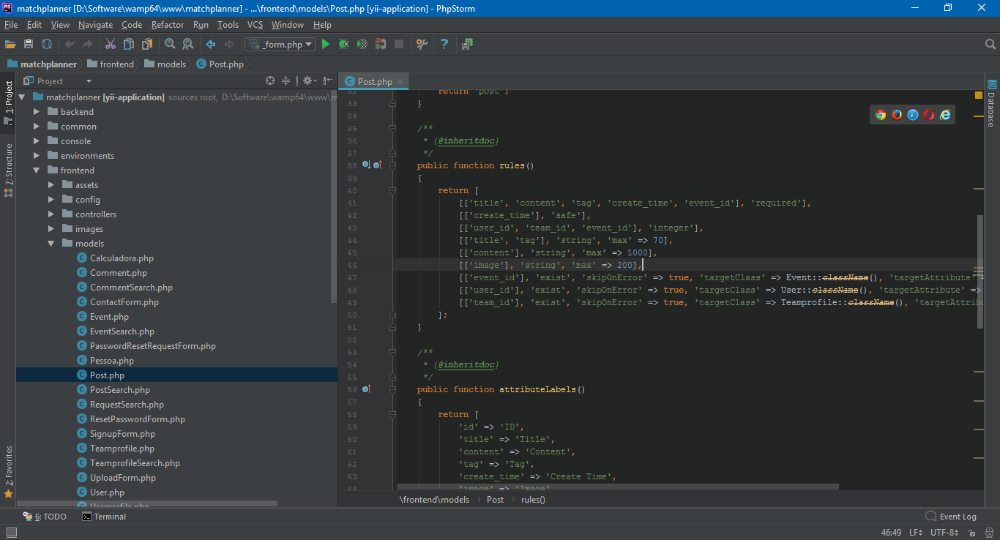 matchplanner [D:\Software\wamp64\www\matchplanner] - ...\frontend\models\Post.php [yii-application] - PhpStorm
File Edit View Navigate Code Refactor Run Tools VCS Window Help
_form.php
matchplanner frontend models Post.php
1: Project
7: Structure
2: Favorites
Project
matchplanner [yii-application] sources root, D:\Software\wamp64\www\m
backend
common
console
environments
frontend
assets
config
controllers
images
models
Calculadora.php
Comment.php
CommentSearch.php
ContactForm.php
Event.php
EventSearch.php
PasswordResetRequestForm.php
Pessoa.php
Post.php
PostSearch.php
RequestSearch.php
ResetPasswordForm.php
SignupForm.php
Teamprofile.php
TeamprofileSearch.php
UploadForm.php
User.php
Userprofile.php
Post.php
32 return 'post';
33 }
34
35 /**
36 * {@inheritdoc}
37 */
38 public function rules()
39 {
40 return [
41 [['title', 'content', 'tag', 'create_time', 'event_id'], 'required'],
42 [['create_time'], 'safe'],
43 [['user_id', 'team_id', 'event_id'], 'integer'],
44 [['title', 'tag'], 'string', 'max' => 70],
45 [['content'], 'string', 'max' => 1000],
46 [['image'], 'string', 'max' => 200],
47 [['event_id'], 'exist', 'skipOnError' => true, 'targetClass' => Event::className(), 'targetAttribute' =
48 [['user_id'], 'exist', 'skipOnError' => true, 'targetClass' => User::className(), 'targetAttribute' =>
49 [['team_id'], 'exist', 'skipOnError' => true, 'targetClass' => Teamprofile::className(), 'targetAttribu
50 ];
51 }
52
53 /**
54 * {@inheritdoc}
55 */
56 public function attributeLabels()
57 {
58 return [
59 'id' => 'ID',
60 'title' => 'Title',
61 'content' => 'Content',
62 'tag' => 'Tag',
63 'create_time' => 'Create Time',
64 'image' => 'Image'
\frontend\models Post rules()
Database
6: TODO Terminal Event Log
46:49 LF UTF-8